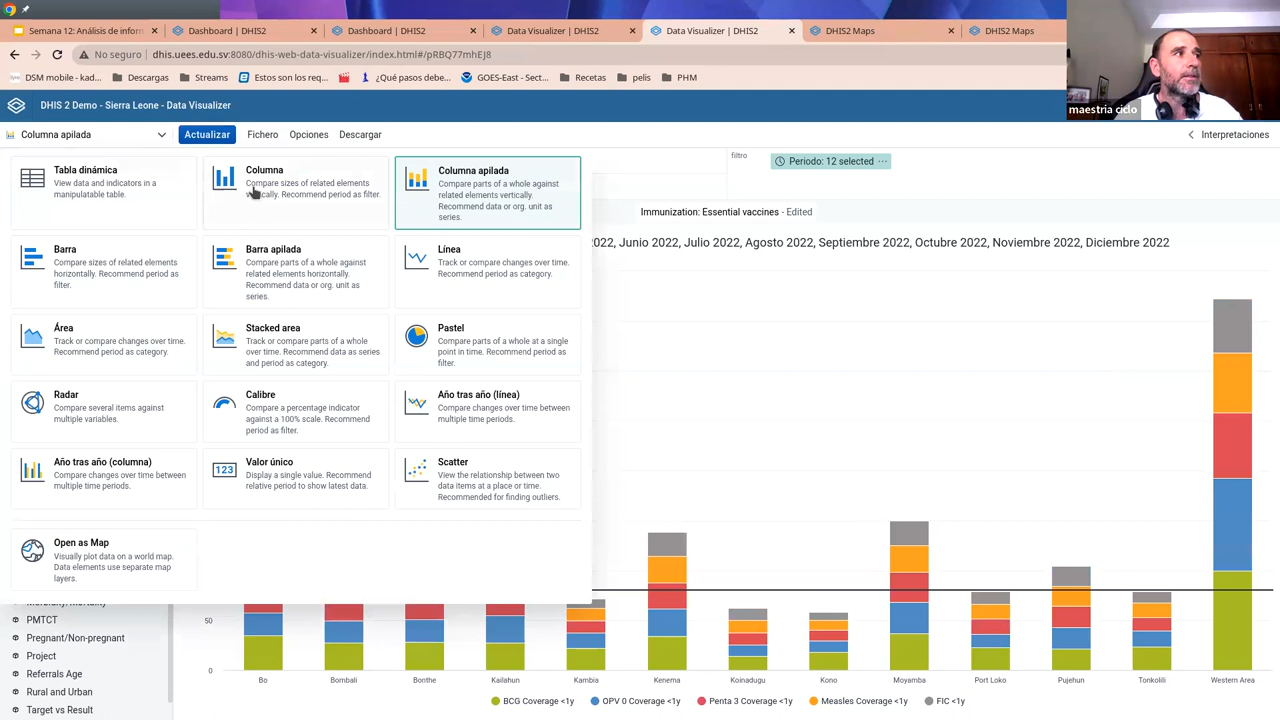 Semana 12: Análisis de inform
Dashboard | DHIS2
Dashboard | DHIS2
Data Visualizer | DHIS2
Data Visualizer | DHIS2
DHIS2 Maps
DHIS2 Maps
No seguro
dhis.uees.edu.sv:8080/dhis-web-data-visualizer/index.html#/pRBQ77mhEJ8
DSM mobile - kad...
Descargas
Streams
Estos son los req...
¿Qué pasos debe...
GOES-East - Sect...
Recetas
pelis
PHM
maestria ciclo
DHIS 2 Demo - Sierra Leone - Data Visualizer
Columna apilada
Actualizar
Fichero
Opciones
Descargar
Interpretaciones
filtro
Periodo: 12 selected
Immunization: Essential vaccines - Edited
2022, Junio 2022, Julio 2022, Agosto 2022, Septiembre 2022, Octubre 2022, Noviembre 2022, Diciembre 2022
Tabla dinámica
View data and indicators in a
manipulatable table.
Columna
Compare sizes of related elements
vertically. Recommend period as filter.
Columna apilada
Compare parts of a whole against
related elements vertically.
Recommend data or org. unit as
series.
Barra
Compare sizes of related elements
horizontally. Recommend period as
filter.
Barra apilada
Compare parts of a whole against
related elements horizontally.
Recommend data or org. unit as
series.
Línea
Track or compare changes over time.
Recommend period as category.
Área
Track or compare changes over time.
Recommend period as category.
Stacked area
Track or compare parts of a whole
over time. Recommend data as series
and period as category.
Pastel
Compare parts of a whole at a single
point in time. Recommend period as
filter.
Radar
Compare several items against
multiple variables.
Calibre
Compare a percentage indicator
against a 100% scale. Recommend
period as filter.
Año tras año (línea)
Compare changes over time between
multiple time periods.
Año tras año (columna)
Compare changes over time between
multiple time periods.
123
Valor único
Display a single value. Recommend
relative period to show latest data.
Scatter
View the relationship between two
data items at a place or time.
Recommended for finding outliers.
Open as Map
Visually plot data on a world map.
Data elements use separate map
layers.
Morbidity/Mortality
PMTCT
Pregnant/Non-pregnant
Project
Referrals Age
Rural and Urban
Target vs Result
50
0
Bo
Bombali
Bonthe
Kailahun
Kambia
Kenema
Koinadugu
Kono
Moyamba
Port Loko
Pujehun
Tonkolili
Western Area
BCG Coverage <1y
OPV 0 Coverage <1y
Penta 3 Coverage <1y
Measles Coverage <1y
FIC <1y